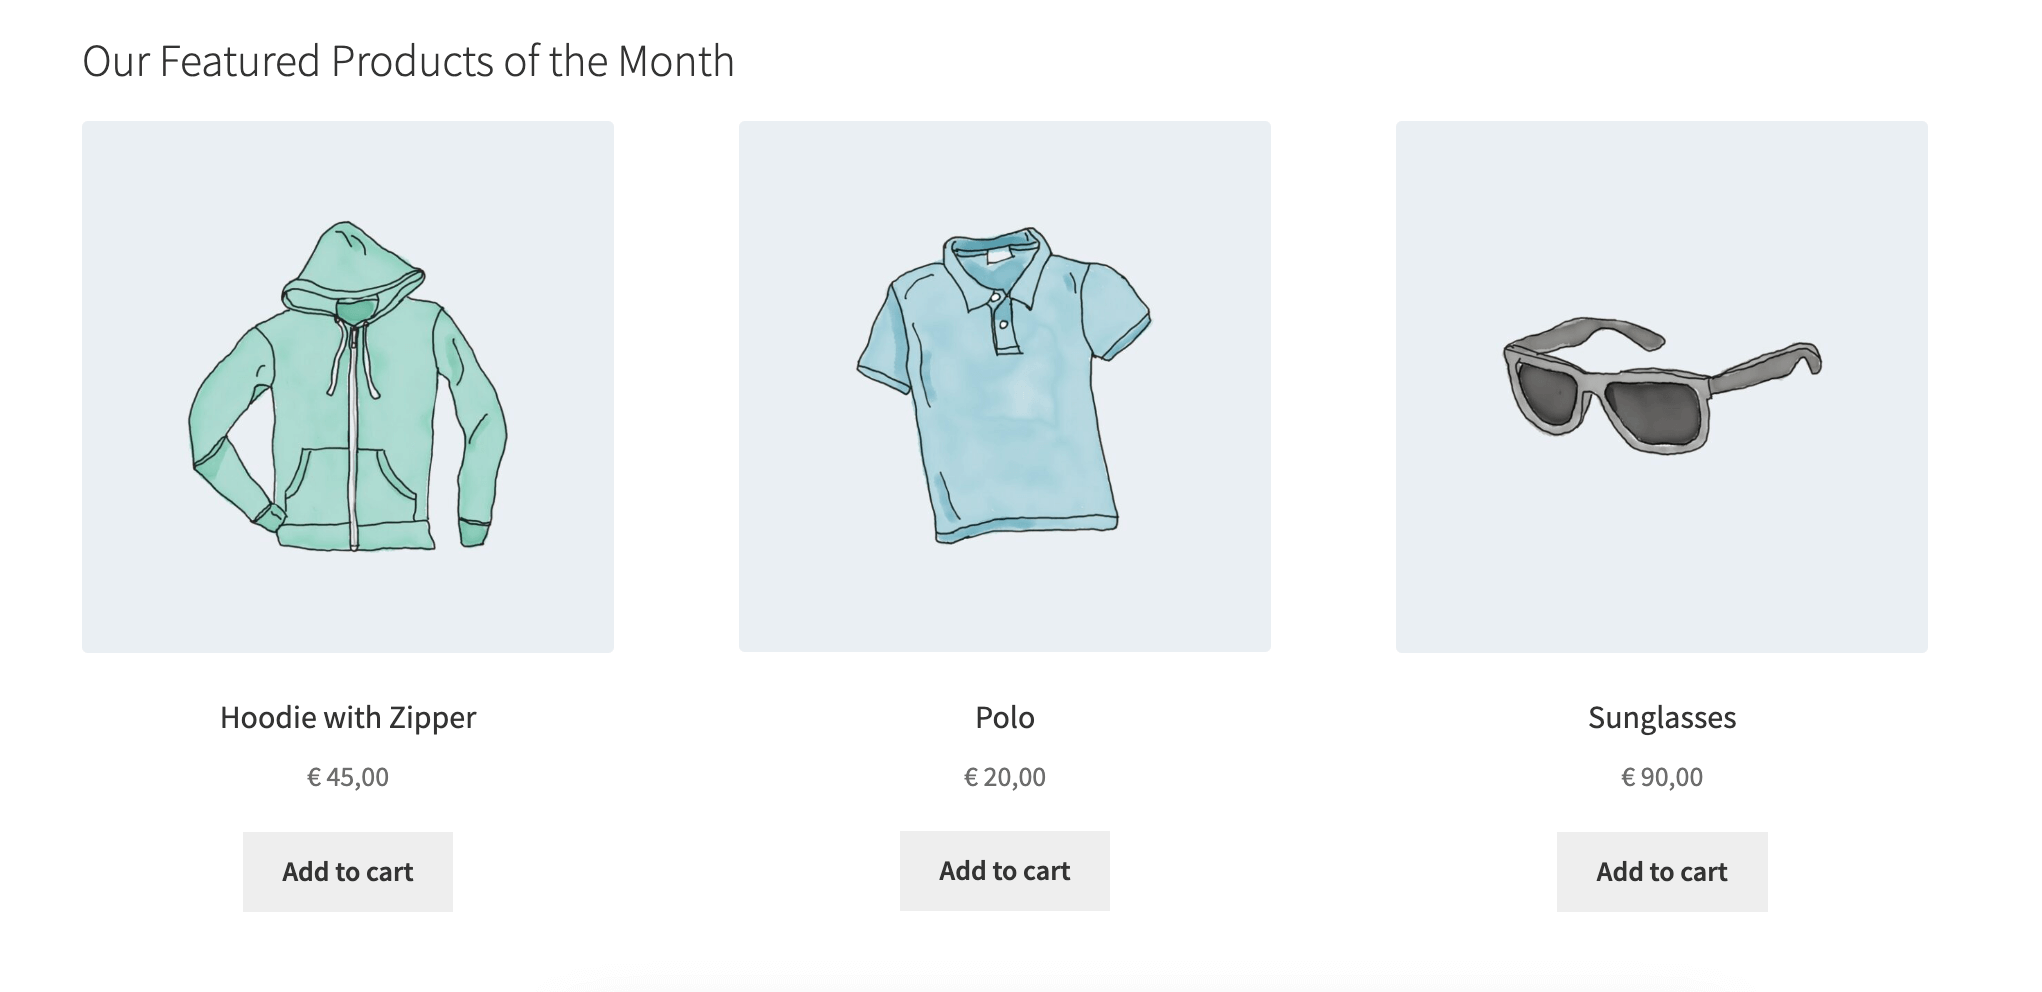 Our Featured Products of the Month
Hoodie with Zipper
€ 45,00
Add to cart
Polo
€ 20,00
Add to cart
Sunglasses
€ 90,00
Add to cart